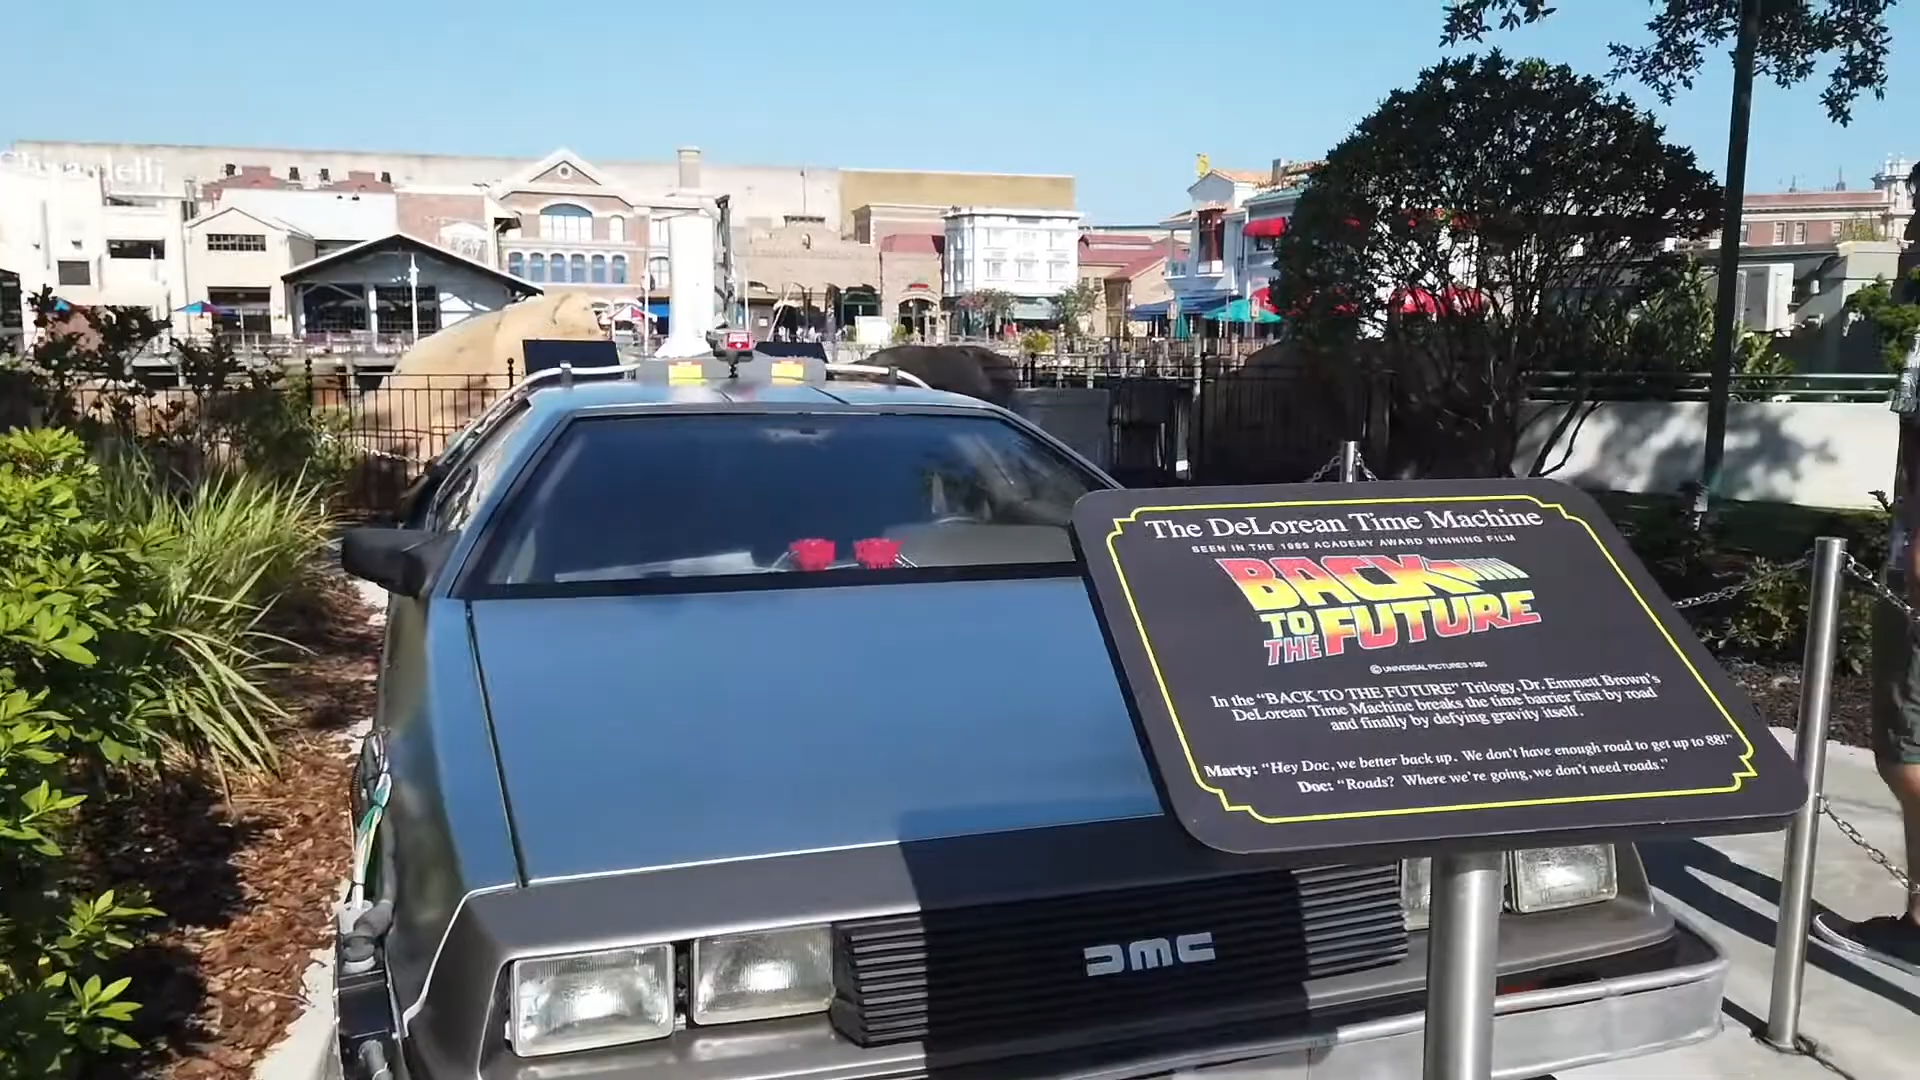 Ghirardelli
The DeLorean Time Machine
SEEN IN THE 1985 ACADEMY AWARD WINNING FILM
BACK
TO
THE FUTURE
© UNIVERSAL PICTURES 1985
In the “BACK TO THE FUTURE” Trilogy, Dr. Emmett Brown's
DeLorean Time Machine breaks the time barrier first by road
and finally by defying gravity itself.
Marty: “Hey Doc, we better back up. We don't have enough road to get up to 88!”
Doc: “Roads? Where we're going, we don't need roads.”
DMC